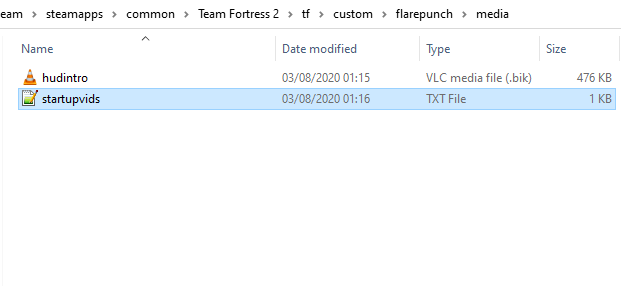 eam > steamapps > common > Team Fortress 2 > tf > custom > flarepunch > media
Name Date modified Type Size
hudintro 03/08/2020 01:15 VLC media file (.bik) 476 KB
startupvids 03/08/2020 01:16 TXT File 1 KB